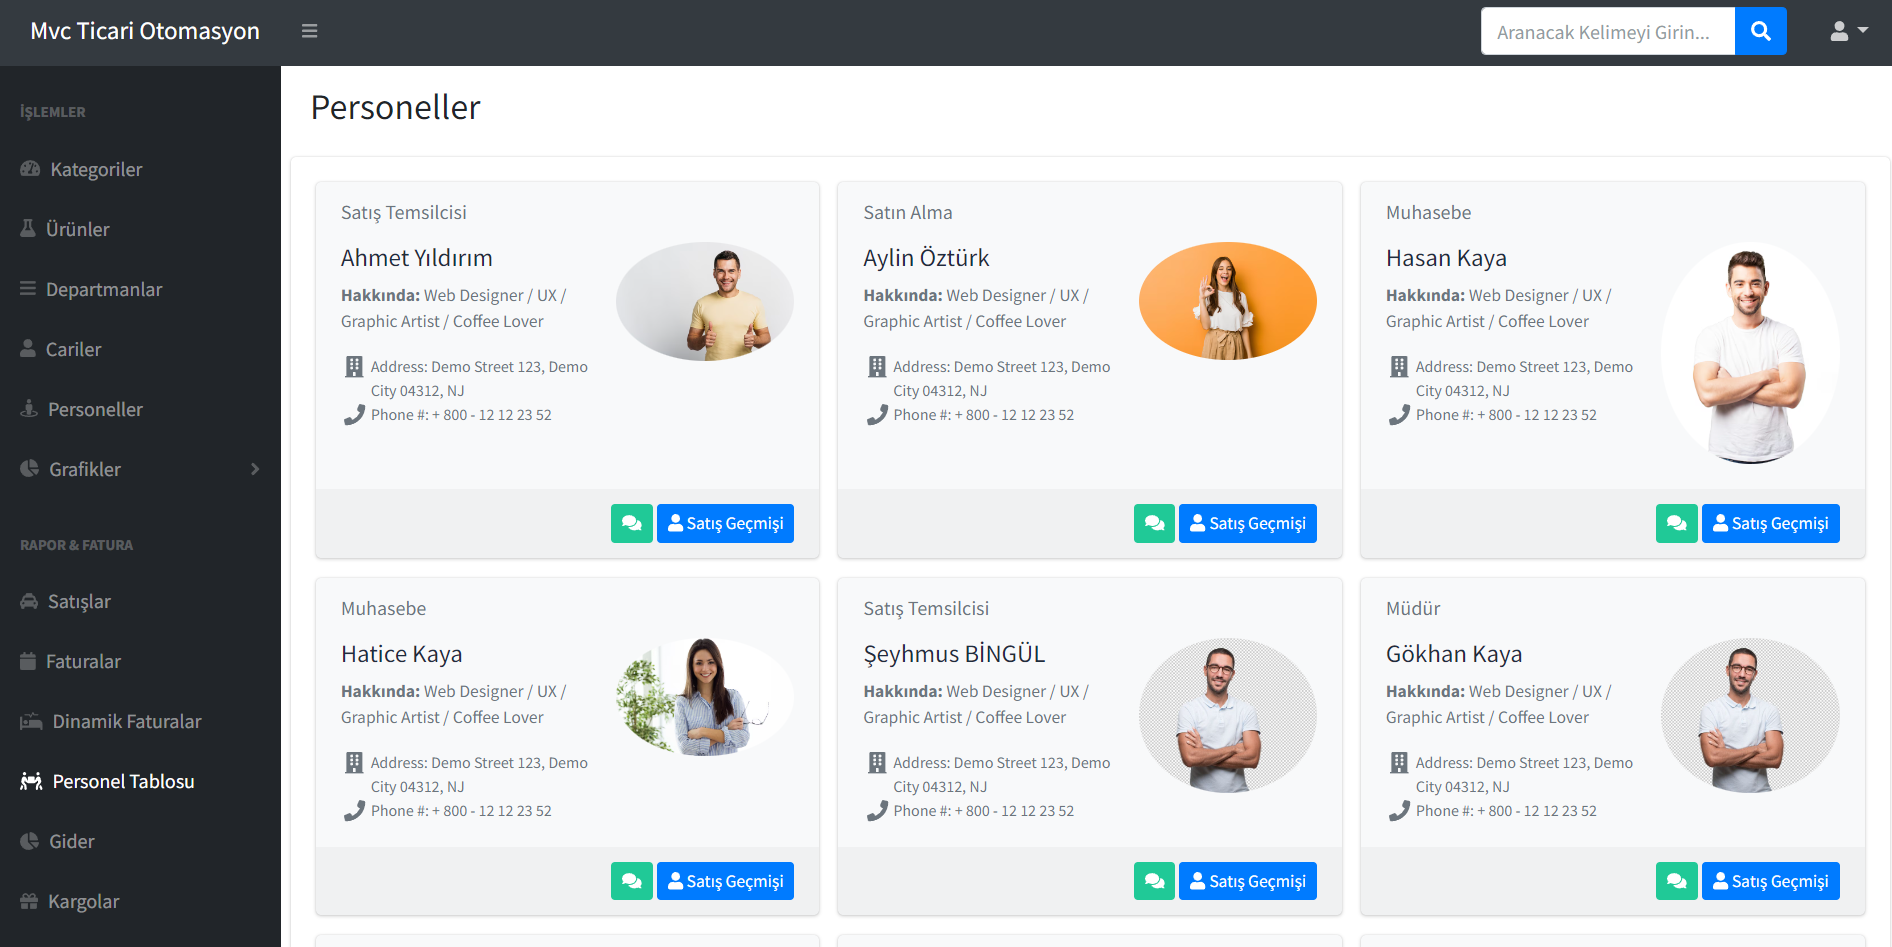 Mvc Ticari Otomasyon
Aranacak Kelimeyi Girin...
İŞLEMLER
Kategoriler
Ürünler
Departmanlar
Cariler
Personeller
Grafikler
RAPOR & FATURA
Satışlar
Faturalar
Dinamik Faturalar
Personel Tablosu
Gider
Kargolar
Personeller
Satış Temsilcisi
Ahmet Yıldırım
Hakkında: Web Designer / UX /
Graphic Artist / Coffee Lover
Address: Demo Street 123, Demo
City 04312, NJ
Phone #: + 800 - 12 12 23 52
Satış Geçmişi
Satın Alma
Aylin Öztürk
Hakkında: Web Designer / UX /
Graphic Artist / Coffee Lover
Address: Demo Street 123, Demo
City 04312, NJ
Phone #: + 800 - 12 12 23 52
Satış Geçmişi
Muhasebe
Hasan Kaya
Hakkında: Web Designer / UX /
Graphic Artist / Coffee Lover
Address: Demo Street 123, Demo
City 04312, NJ
Phone #: + 800 - 12 12 23 52
Satış Geçmişi
Muhasebe
Hatice Kaya
Hakkında: Web Designer / UX /
Graphic Artist / Coffee Lover
Address: Demo Street 123, Demo
City 04312, NJ
Phone #: + 800 - 12 12 23 52
Satış Geçmişi
Satış Temsilcisi
Şeyhmus BİNGÜL
Hakkında: Web Designer / UX /
Graphic Artist / Coffee Lover
Address: Demo Street 123, Demo
City 04312, NJ
Phone #: + 800 - 12 12 23 52
Satış Geçmişi
Müdür
Gökhan Kaya
Hakkında: Web Designer / UX /
Graphic Artist / Coffee Lover
Address: Demo Street 123, Demo
City 04312, NJ
Phone #: + 800 - 12 12 23 52
Satış Geçmişi